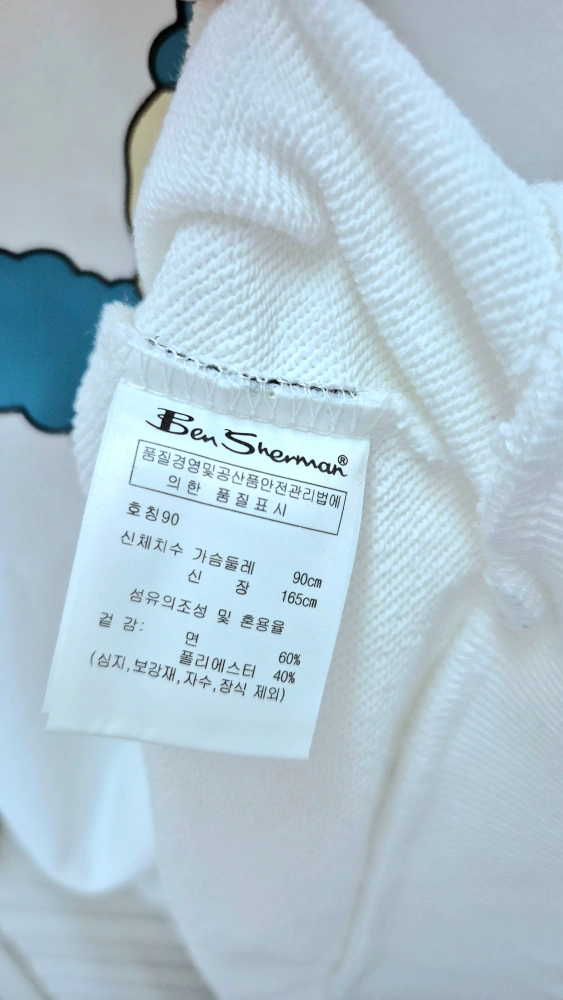 Ben Sherman®
품질경영및공산품안전관리법에
의한 품질표시
호칭90
신체치수 가슴둘레 90cm
신 장 165cm
섬유의조성 및 혼용율
겉감: 면 60%
폴리에스터 40%
(심지,보강재,자수,장식 제외)